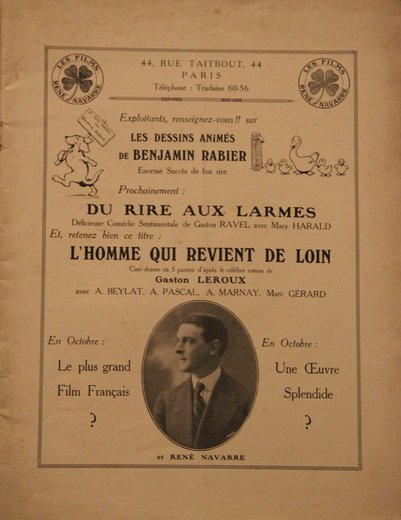 LES FILMS
RENÉ NAVARRE
LES FILMS
RENÉ NAVARRE
44, RUE TAITBOUT, 44
PARIS
Téléphone : Trudaine 60-56
Exploitants, renseignez-vous!! sur
LES DESSINS ANIMÉS
DE BENJAMIN RABIER
Enorme Succès de fou rire
Prochainement :
DU RIRE AUX LARMES
Délicieuse Comédie Sentimentale de Gaston RAVEL avec Mary HARALD
Et, retenez bien ce titre :
L'HOMME QUI REVIENT DE LOIN
Ciné-drame en 5 parties d'après le célèbre roman de
Gaston LEROUX
avec A. BEYLAT, A. PASCAL, A. MARNAY, Marc GÉRARD
En Octobre :
Le plus grand
Film Français
?
En Octobre :
Une Œuvre
Splendide
?
et RENÉ NAVARRE